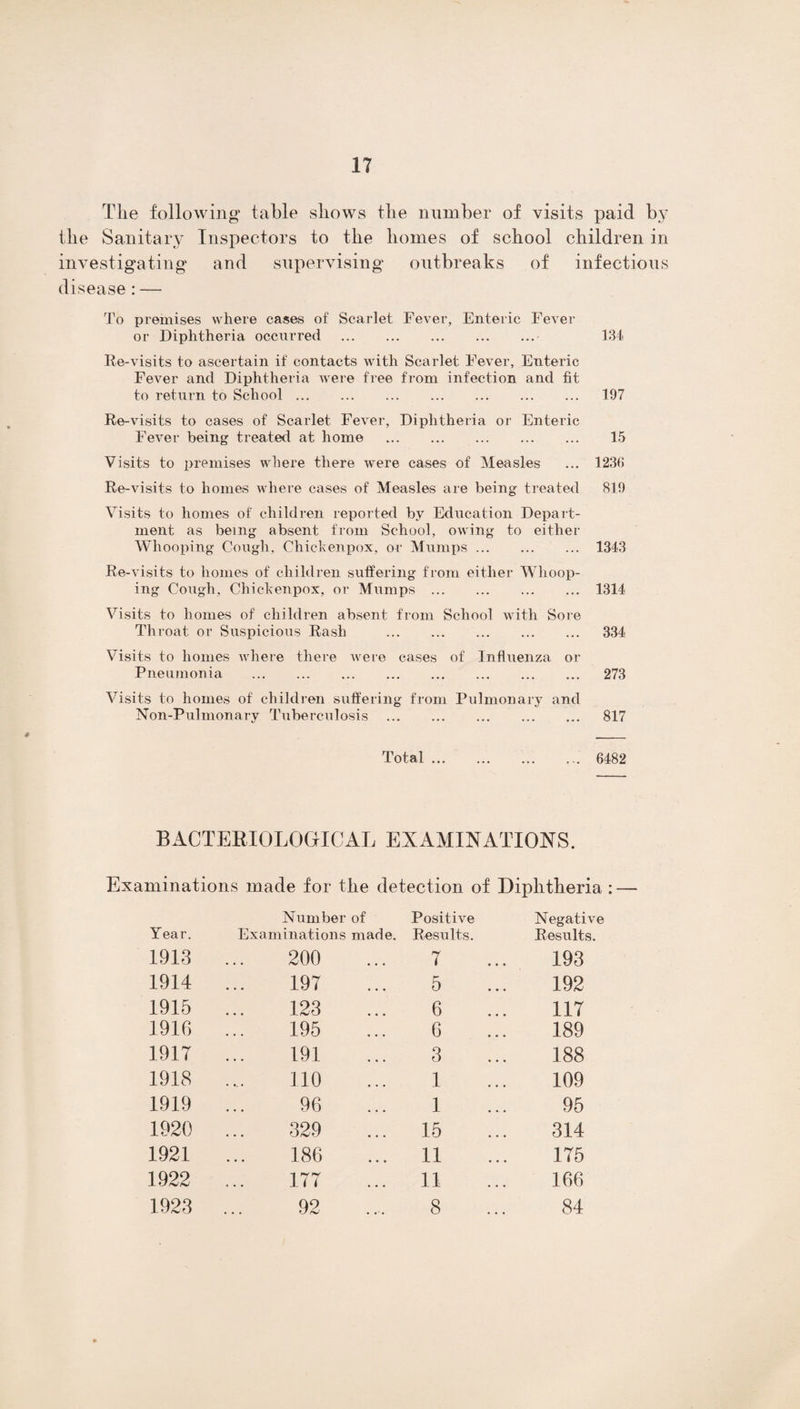 17
The following table shows the number of visits paid by
the Sanitary Inspectors to the homes of school children in
investigating and supervising outbreaks of infectious
disease : —
To premises where cases of Scarlet Fever, Enteric Fever
or Diphtheria occurred ... ... ... ... ... 134
Re-visits to ascertain if contacts with Scarlet Fever, Enteric
Fever and Diphtheria were free from infection and fit
to return to School ... ... ... ... ... ... ... 197
Re-visits to cases of Scarlet Fever, Diphtheria or Enteric
Fever being treated at home ... ... ... ... ... 15
Visits to premises where there were cases of Measles ... 1236
Re-visits to homes where cases of Measles are being treated 819
Visits to homes of children reported by Education Depart-
ment as being absent from School, owing to either
Whooping Cough, Chickenpox, or Mumps ... ... ... 1343
Re-visits to homes of children suffering from either Whoop-
ing Cough, Chickenpox, or Mumps ... ... ... ... 1314
Visits to homes of children absent from School with Sore
Throat or Suspicious Rash ... ... ... ... ... 334
Visits to homes where there were cases of Influenza or
Pneumonia ... ... ... ... ... ... ... ... 273
Visits to homes of children suffering from Pulmonary and
Non-Pulmonary Tuberculosis ... ... ... ... ... 817
Total ... ... ... ... 6482
BACTERIOLOGICAL EXAMINATIONS.
Examinations made for the detection of Diphtheria : —
Number of Positive Negative
Year. Examinations made. Results. Results.
1913 ... 200 ... 7 ... 193
1914 ... 197 ... 5 ... 192
1915 ... 123 ... 6 ... 117
1916 ... 195 ... 6 ... 189
1917 ... 191 ... 3 ... 188
1918 ... 110 ... 1 ... 109
1919 ... 96 ... 1 ... 95
1920 ... 329 ... 15 ... 314
1921 ... 186 ... 11 ... 175
1922 ... 177 ... 11 ... 166
1923 ... 92 ... 8 ... 84